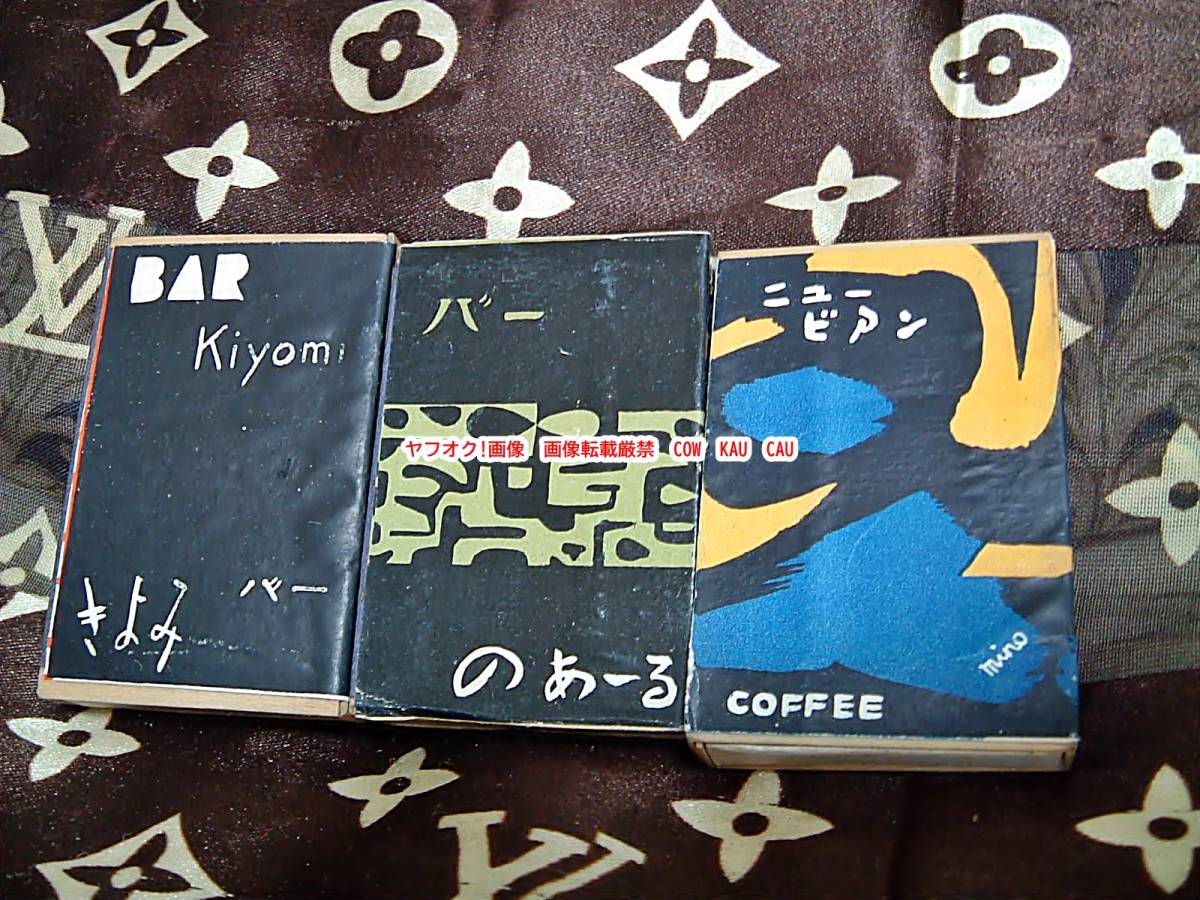 BAR
Kiyomi
バー
きよみ
バー
のあーる
ニュー
ビアン
mino
COFFEE
ヤフオク!画像 画像転載厳禁 COW KAU CAU